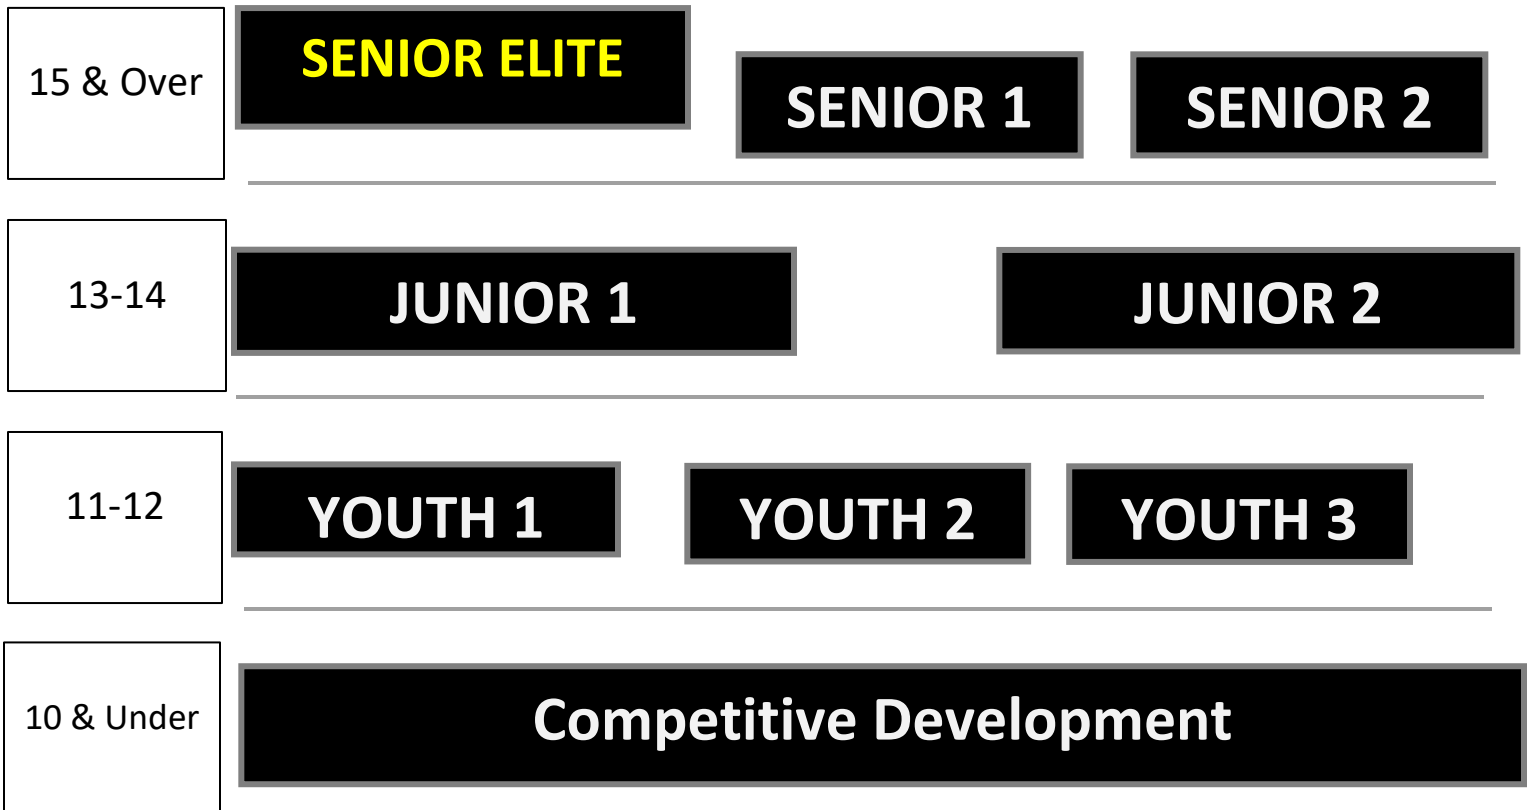 15 & Over
SENIOR ELITE
SENIOR 1
SENIOR 2
13-14
JUNIOR 1
JUNIOR 2
11-12
YOUTH 1
YOUTH 2
YOUTH 3
10 & Under
Competitive Development